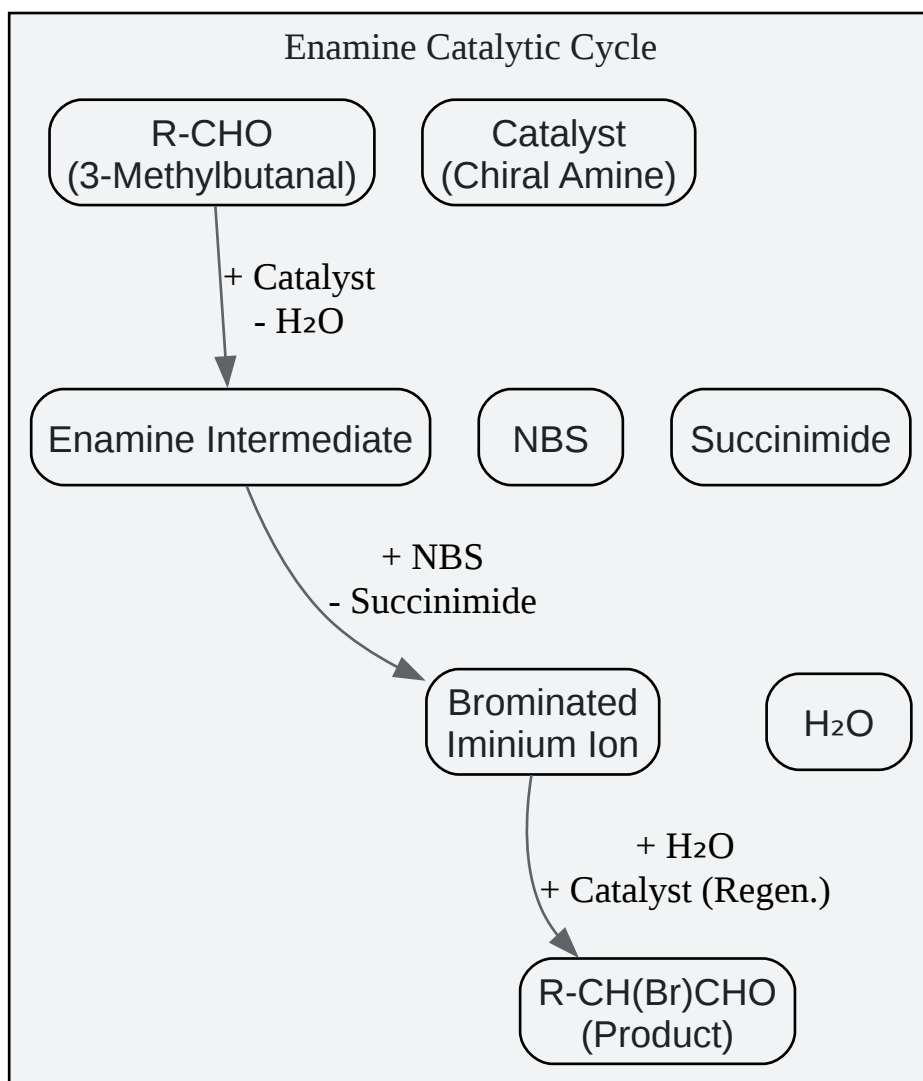 Enamine Catalytic Cycle
R-CHO
(3-Methylbutanal)
Catalyst
(Chiral Amine)
+ Catalyst
- H₂O
Enamine Intermediate
NBS
Succinimide
+ NBS
- Succinimide
Brominated
Iminium Ion
H₂O
+ H₂O
+ Catalyst (Regen.)
R-CH(Br)CHO
(Product)